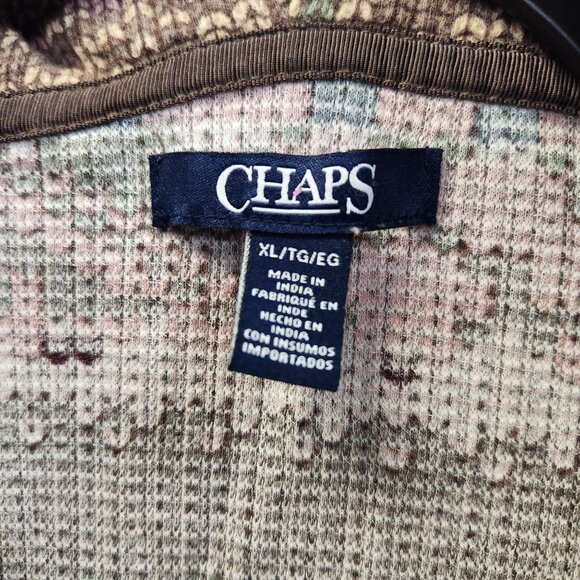 CHAPS
XL/TG/EG
MADE IN
INDIA
FABRIQUÉ EN
INDE
HECHO EN
INDIA
CON INSUMOS
IMPORTADOS